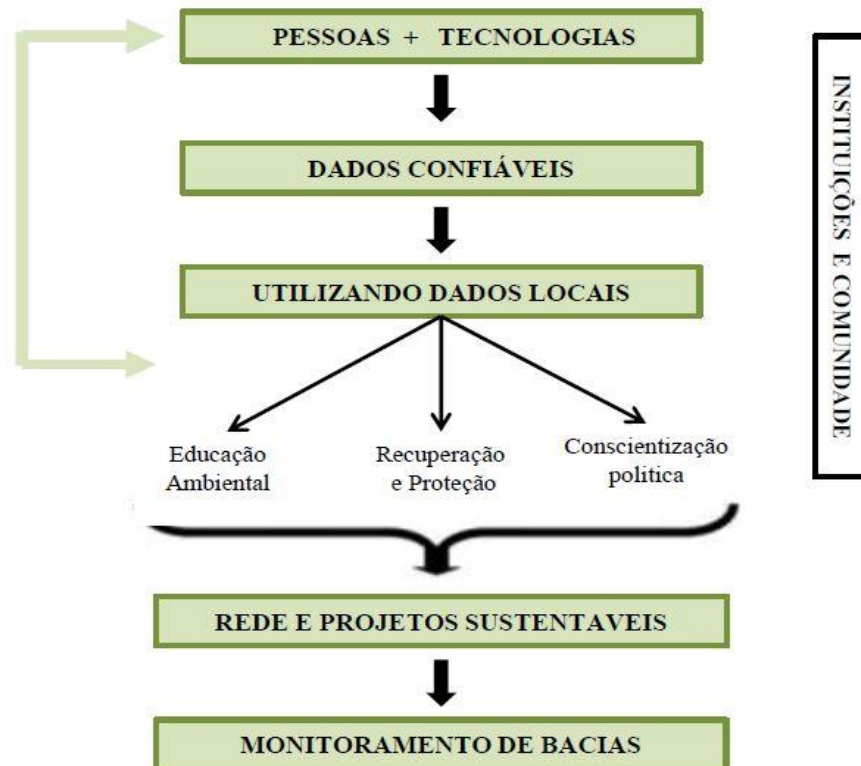 PESSOAS + TECNOLOGIAS
DADOS CONFIÁVEIS
UTILIZANDO DADOS LOCAIS
Educação
Ambiental
Recuperação
e Proteção
Conscientização
politica
REDE E PROJETOS SUSTENTAVEIS
MONITORAMENTO DE BACIAS
INSTITUIÇÕES E COMUNIDADE